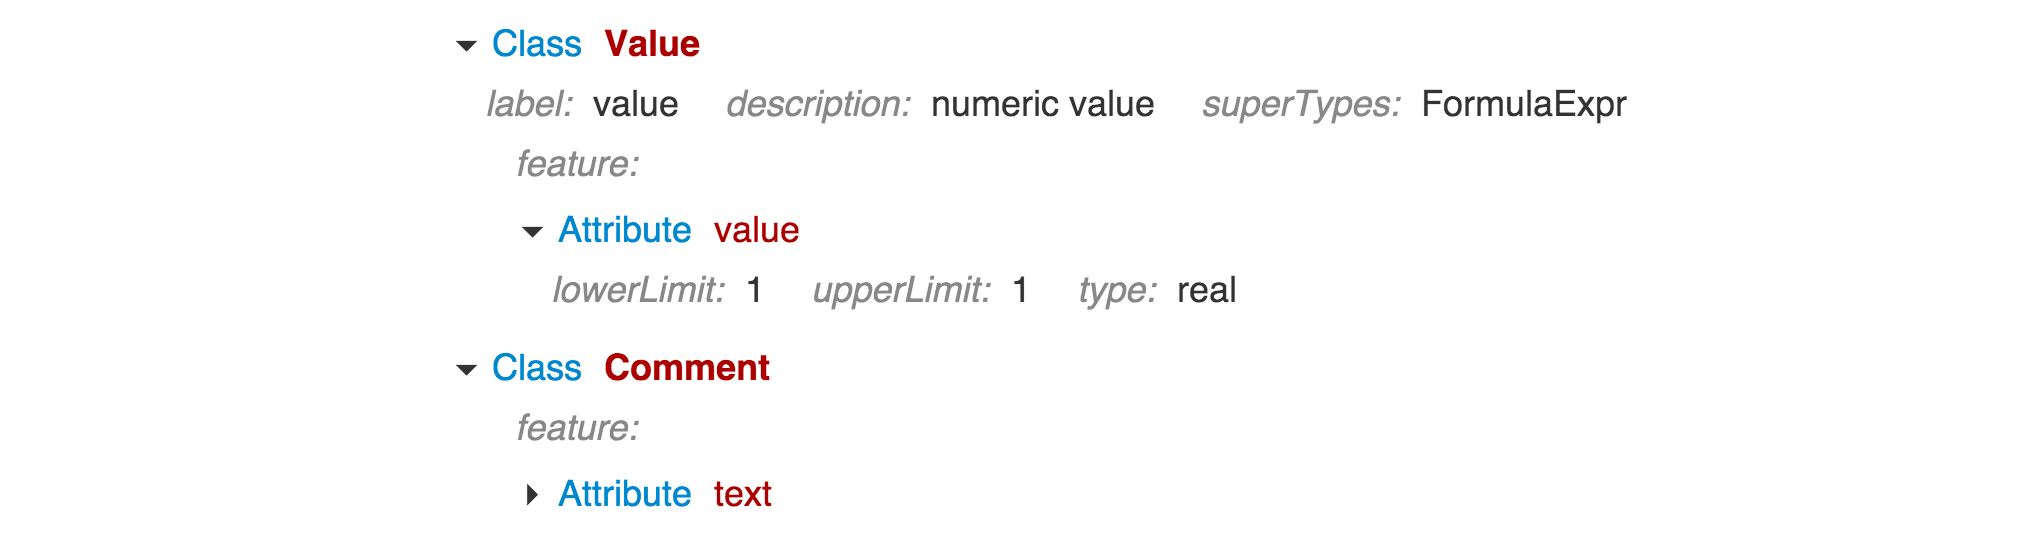 Class Value
label: value description: numeric value superTypes: FormulaExpr
feature:
Attribute value
lowerLimit: 1 upperLimit: 1 type: real
Class Comment
feature:
Attribute text